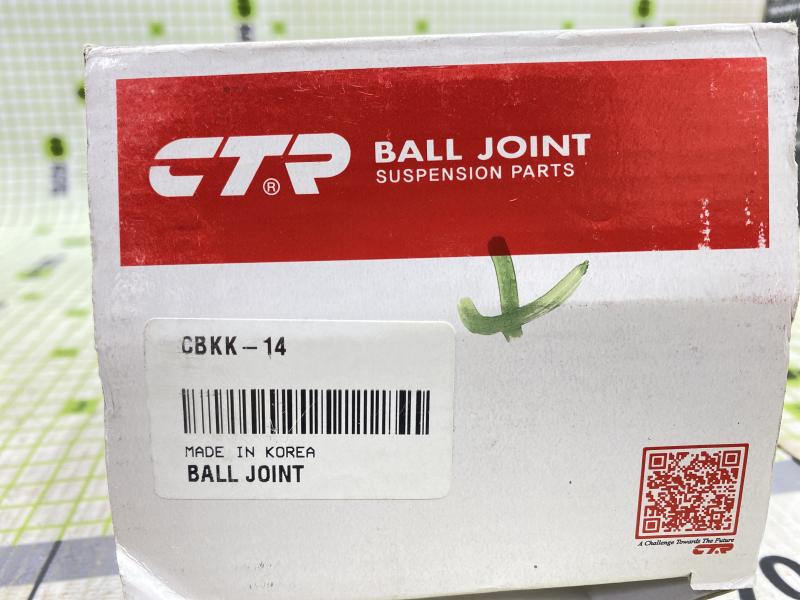 CTR®
BALL JOINT
SUSPENSION PARTS
CBKK-14
MADE IN KOREA
BALL JOINT
A Challenge Towards The Future
CTR